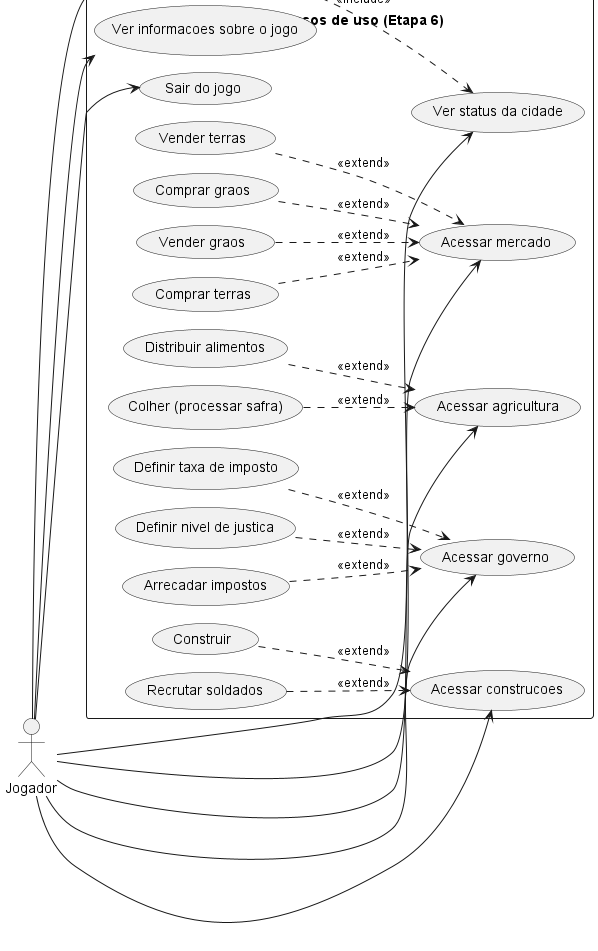 «include»
de uso (Etapa 6)
Ver informacoes sobre o jogo
Sair do jogo
Ver status da cidade
Vender terras
«extend»
Comprar graos
«extend»
Vender graos
«extend»
Acessar mercado
«extend»
Comprar terras
Distribuir alimentos
«extend»
Colher (processar safra)
«extend»
Acessar agricultura
Definir taxa de imposto
«extend»
Definir nivel de justica
«extend»
Acessar governo
«extend»
Arrecadar impostos
Construir
«extend»
Recrutar soldados
«extend»
Acessar construcoes
Jogador